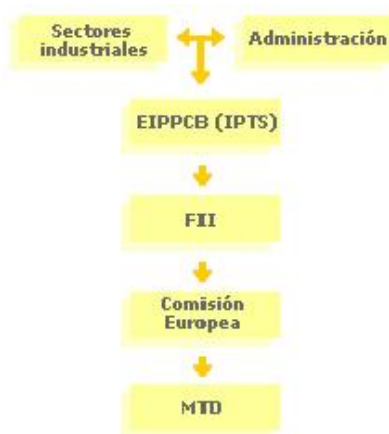 Sectores
industriales
Administración
EIPPCB (IPTS)
FII
Comisión
Europea
MTD